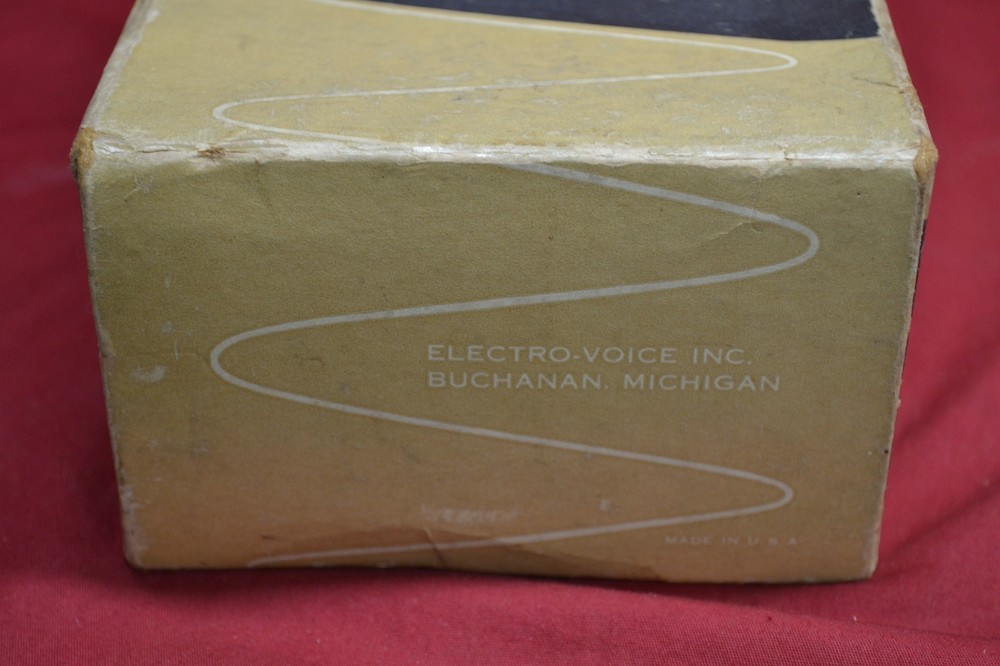 ELECTRO-VOICE INC.
BUCHANAN, MICHIGAN
MADE IN U S A